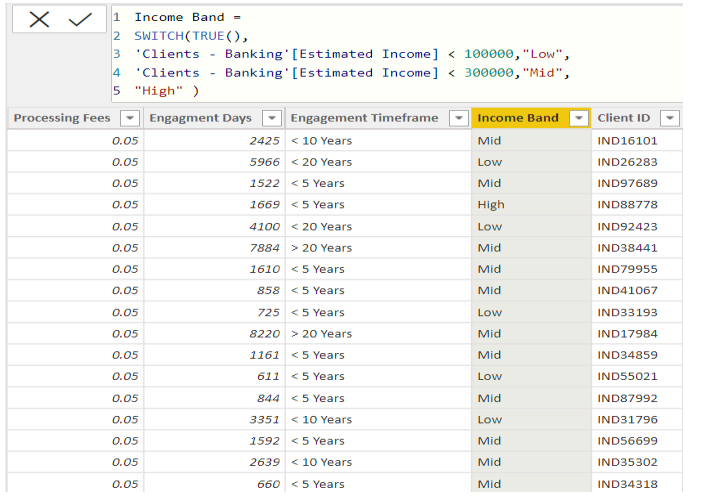 1 Income Band =
2 SWITCH(TRUE(),
3 'Clients - Banking'[Estimated Income] < 100000,"Low",
4 'Clients - Banking'[Estimated Income] < 300000,"Mid",
5 "High" )
Processing Fees Engagment Days Engagement Timeframe Income Band Client ID
0.05 2425 < 10 Years Mid IND16101
0.05 5966 < 20 Years Low IND26283
0.05 1522 < 5 Years Mid IND97689
0.05 1669 < 5 Years High IND88778
0.05 4100 < 20 Years Low IND92423
0.05 7884 > 20 Years Mid IND38441
0.05 1610 < 5 Years Mid IND79955
0.05 858 < 5 Years Mid IND41067
0.05 725 < 5 Years Low IND33193
0.05 8220 > 20 Years Mid IND17984
0.05 1161 < 5 Years Mid IND34859
0.05 611 < 5 Years Low IND55021
0.05 844 < 5 Years Mid IND87992
0.05 3351 < 10 Years Low IND31796
0.05 1592 < 5 Years Mid IND56699
0.05 2639 < 10 Years Mid IND35302
0.05 660 < 5 Years Mid IND34318